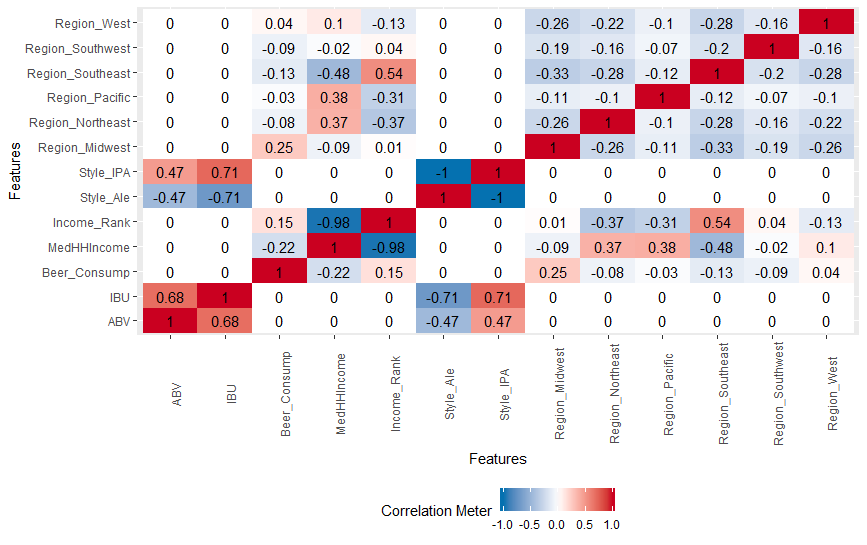 Region_West 0 0 0.04 0.1 -0.13 0 0 -0.26 -0.22 -0.1 -0.28 -0.16 1
Region_Southwest 0 0 -0.09 -0.02 0.04 0 0 -0.19 -0.16 -0.07 -0.2 1 -0.16
Region_Southeast 0 0 -0.13 -0.48 0.54 0 0 -0.33 -0.28 -0.12 1 -0.2 -0.28
Region_Pacific 0 0 -0.03 0.38 -0.31 0 0 -0.11 -0.1 1 -0.12 -0.07 -0.1
Region_Northeast 0 0 -0.08 0.37 -0.37 0 0 -0.26 1 -0.1 -0.28 -0.16 -0.22
Region_Midwest 0 0 0.25 -0.09 0.01 0 0 1 -0.26 -0.11 -0.33 -0.19 -0.26
Style_IPA 0.47 0.71 0 0 0 -1 1 0 0 0 0 0 0
Style_Ale -0.47 -0.71 0 0 0 1 -1 0 0 0 0 0 0
Income_Rank 0 0 0.15 -0.98 1 0 0 0.01 -0.37 -0.31 0.54 0.04 -0.13
MedHHIncome 0 0 -0.22 1 -0.98 0 0 -0.09 0.37 0.38 -0.48 -0.02 0.1
Beer_Consump 0 0 1 -0.22 0.15 0 0 0.25 -0.08 -0.03 -0.13 -0.09 0.04
IBU 0.68 1 0 0 0 -0.71 0.71 0 0 0 0 0 0
ABV 1 0.68 0 0 0 -0.47 0.47 0 0 0 0 0 0
Features
ABV IBU Beer_Consump MedHHIncome Income_Rank Style_Ale Style_IPA Region_Midwest Region_Northeast Region_Pacific Region_Southeast Region_Southwest Region_West
Features
Correlation Meter
-1.0 -0.5 0.0 0.5 1.0